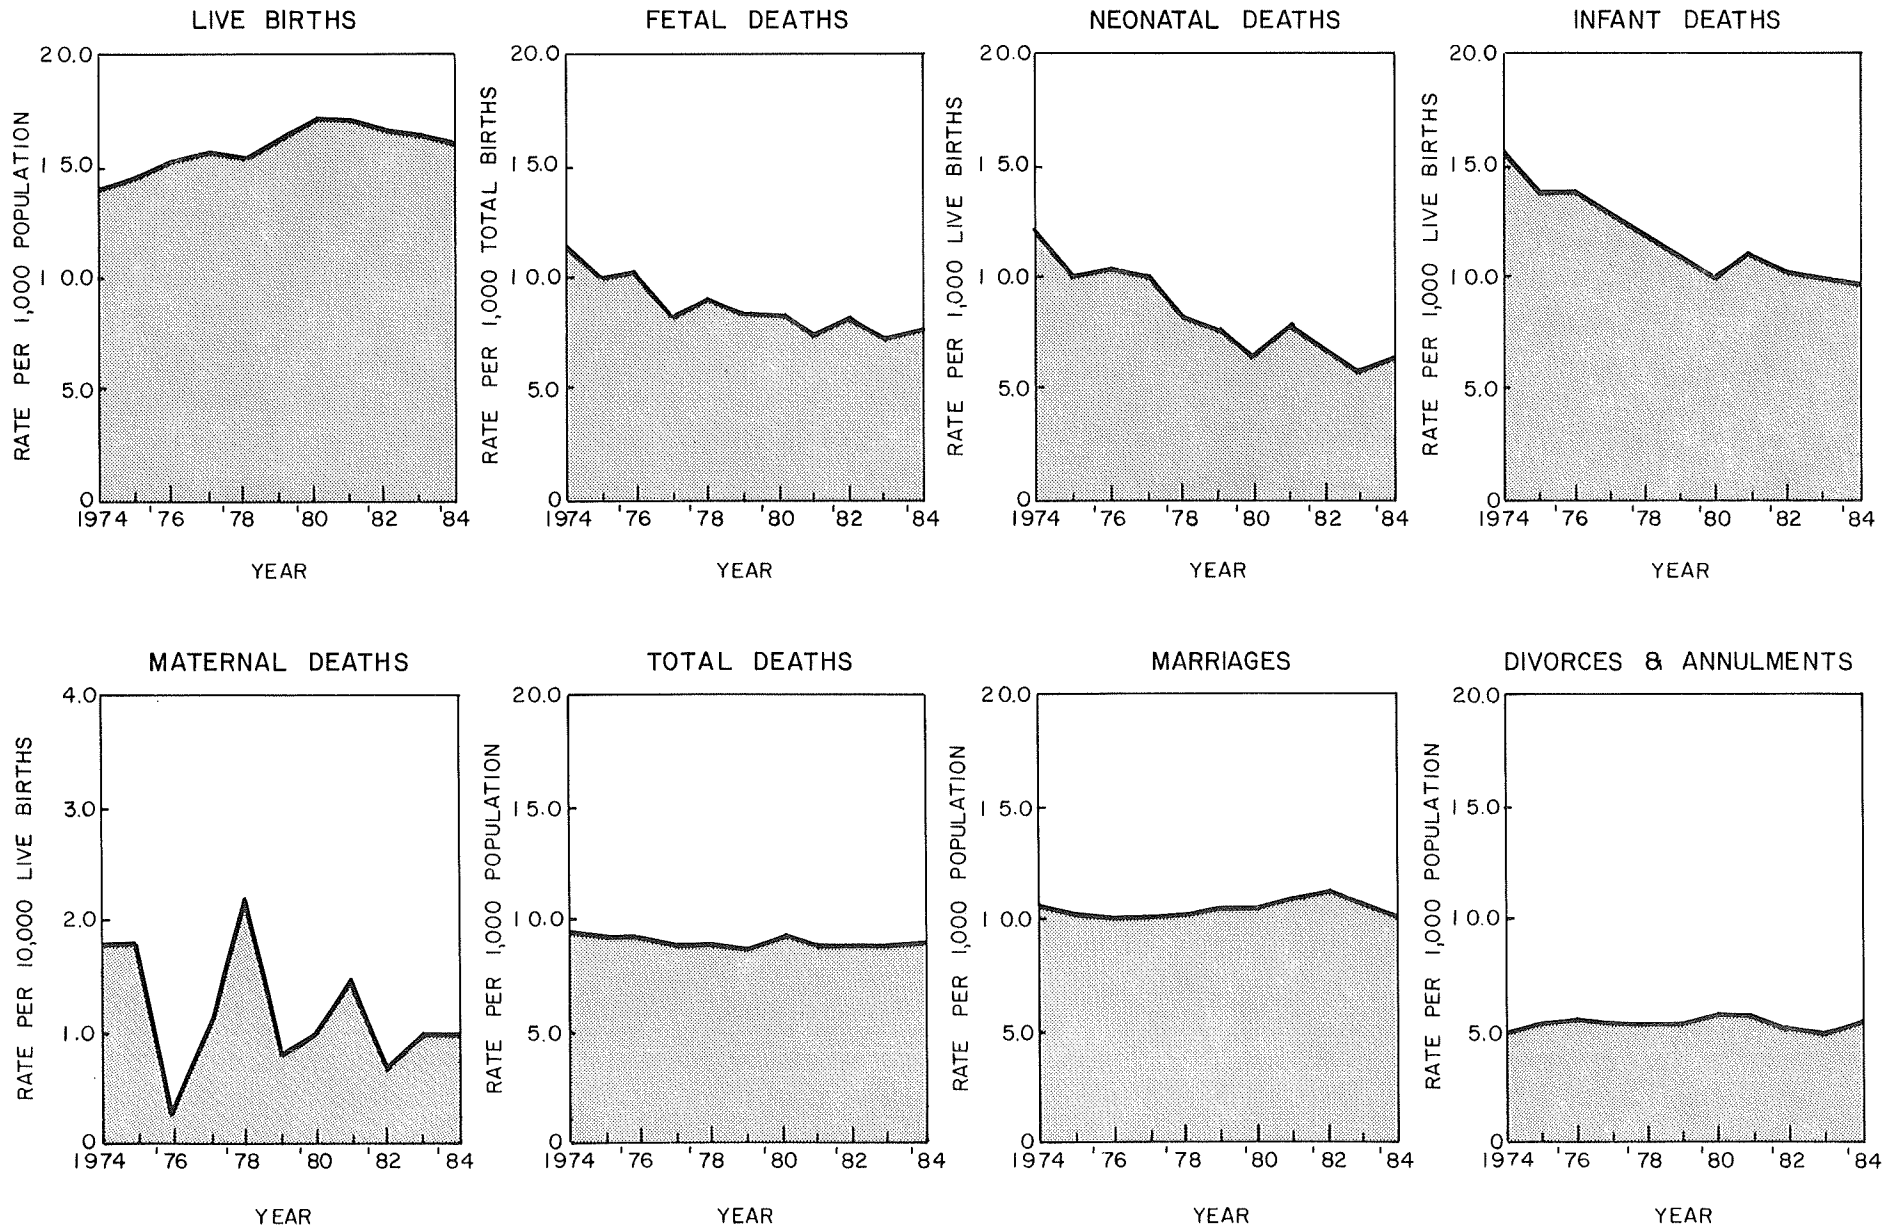 LIVE BIRTHS
RATE PER 1,000 POPULATION
20.0
15.0
10.0
5.0
0
1974 '76 '78 '80 '82 '84
YEAR
FETAL DEATHS
RATE PER 1,000 TOTAL BIRTHS
20.0
15.0
10.0
5.0
0
1974 '76 '78 '80 '82 '84
YEAR
NEONATAL DEATHS
RATE PER 1,000 LIVE BIRTHS
20.0
15.0
10.0
5.0
0
1974 '76 '78 '80 '82 '84
YEAR
INFANT DEATHS
RATE PER 1,000 LIVE BIRTHS
20.0
15.0
10.0
5.0
0
1974 '76 '78 '80 '82 '84
YEAR
MATERNAL DEATHS
RATE PER 10,000 LIVE BIRTHS
4.0
3.0
2.0
1.0
0
1974 '76 '78 '80 '82 '84
YEAR
TOTAL DEATHS
RATE PER 1,000 POPULATION
20.0
15.0
10.0
5.0
0
1974 '76 '78 '80 '82 '84
YEAR
MARRIAGES
RATE PER 1,000 POPULATION
20.0
15.0
10.0
5.0
0
1974 '76 '78 '80 '82 '84
YEAR
DIVORCES & ANNULMENTS
RATE PER 1,000 POPULATION
20.0
15.0
10.0
5.0
0
1974 '76 '78 '80 '82 '84
YEAR